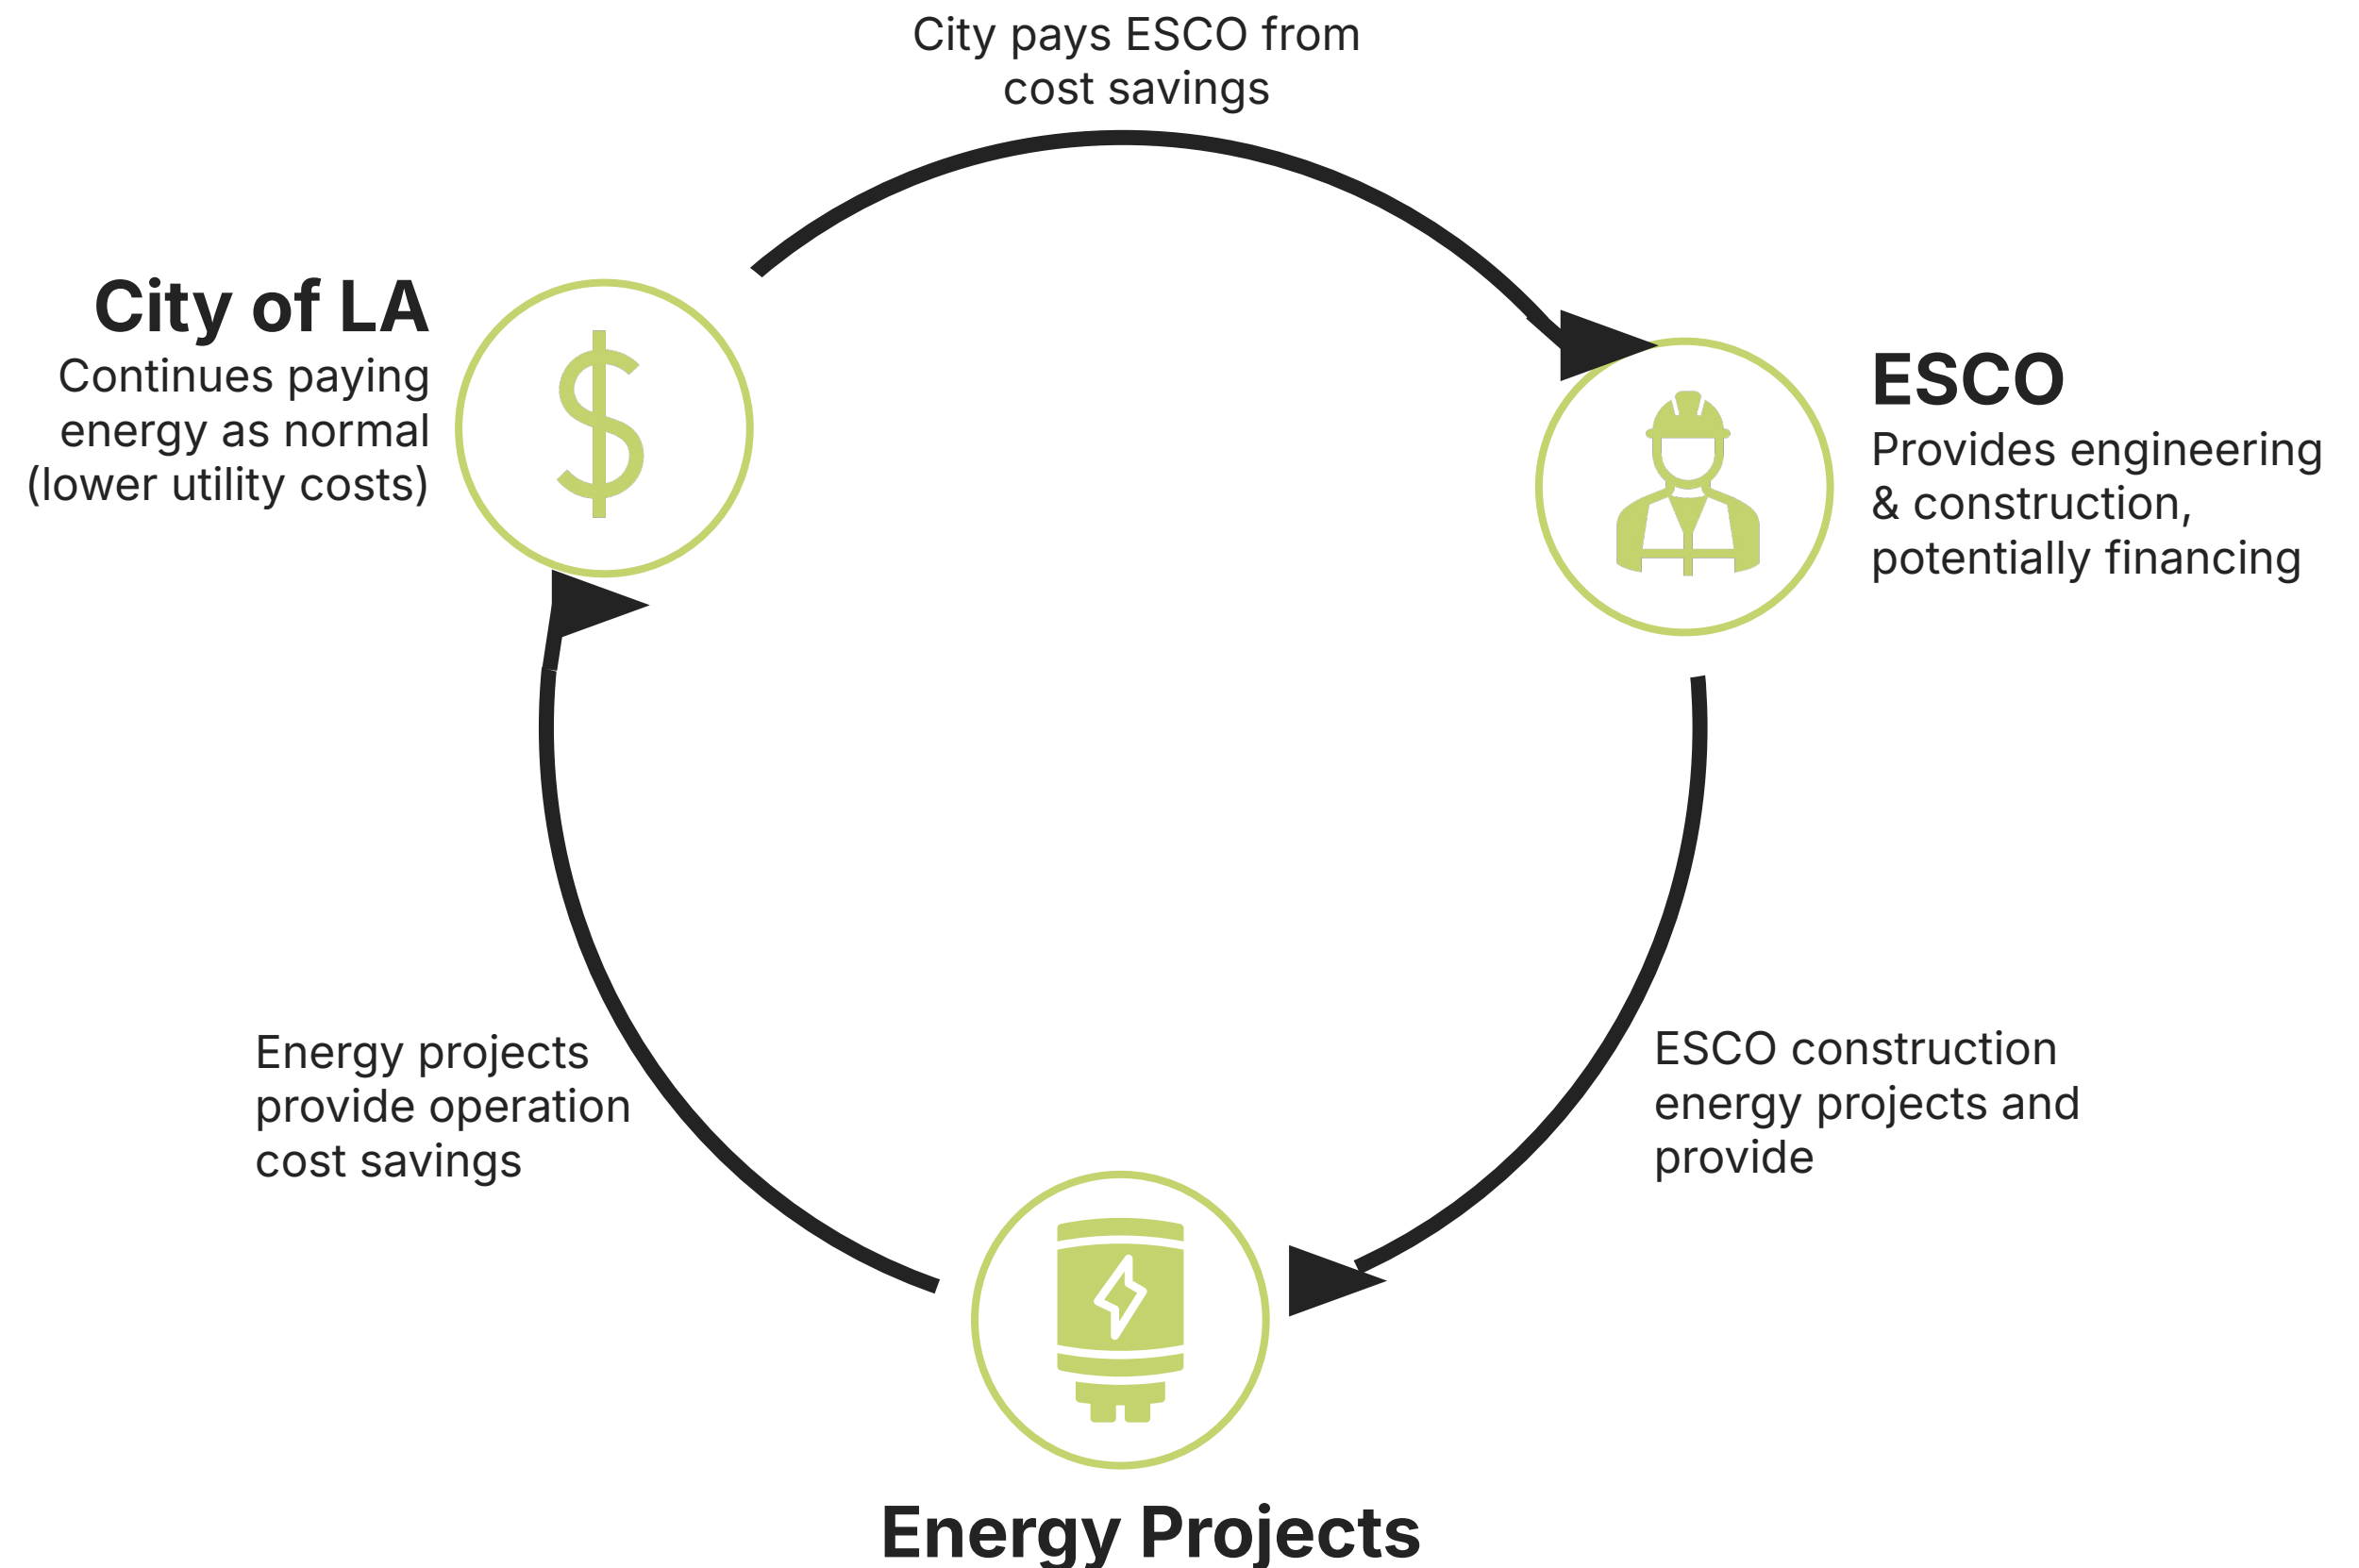 City pays ESCO from
cost savings
City of LA
Continues paying
energy as normal
(lower utility costs)
ESCO
Provides engineering
& construction,
potentially financing
Energy projects
provide operation
cost savings
ESCO construction
energy projects and
provide
Energy Projects